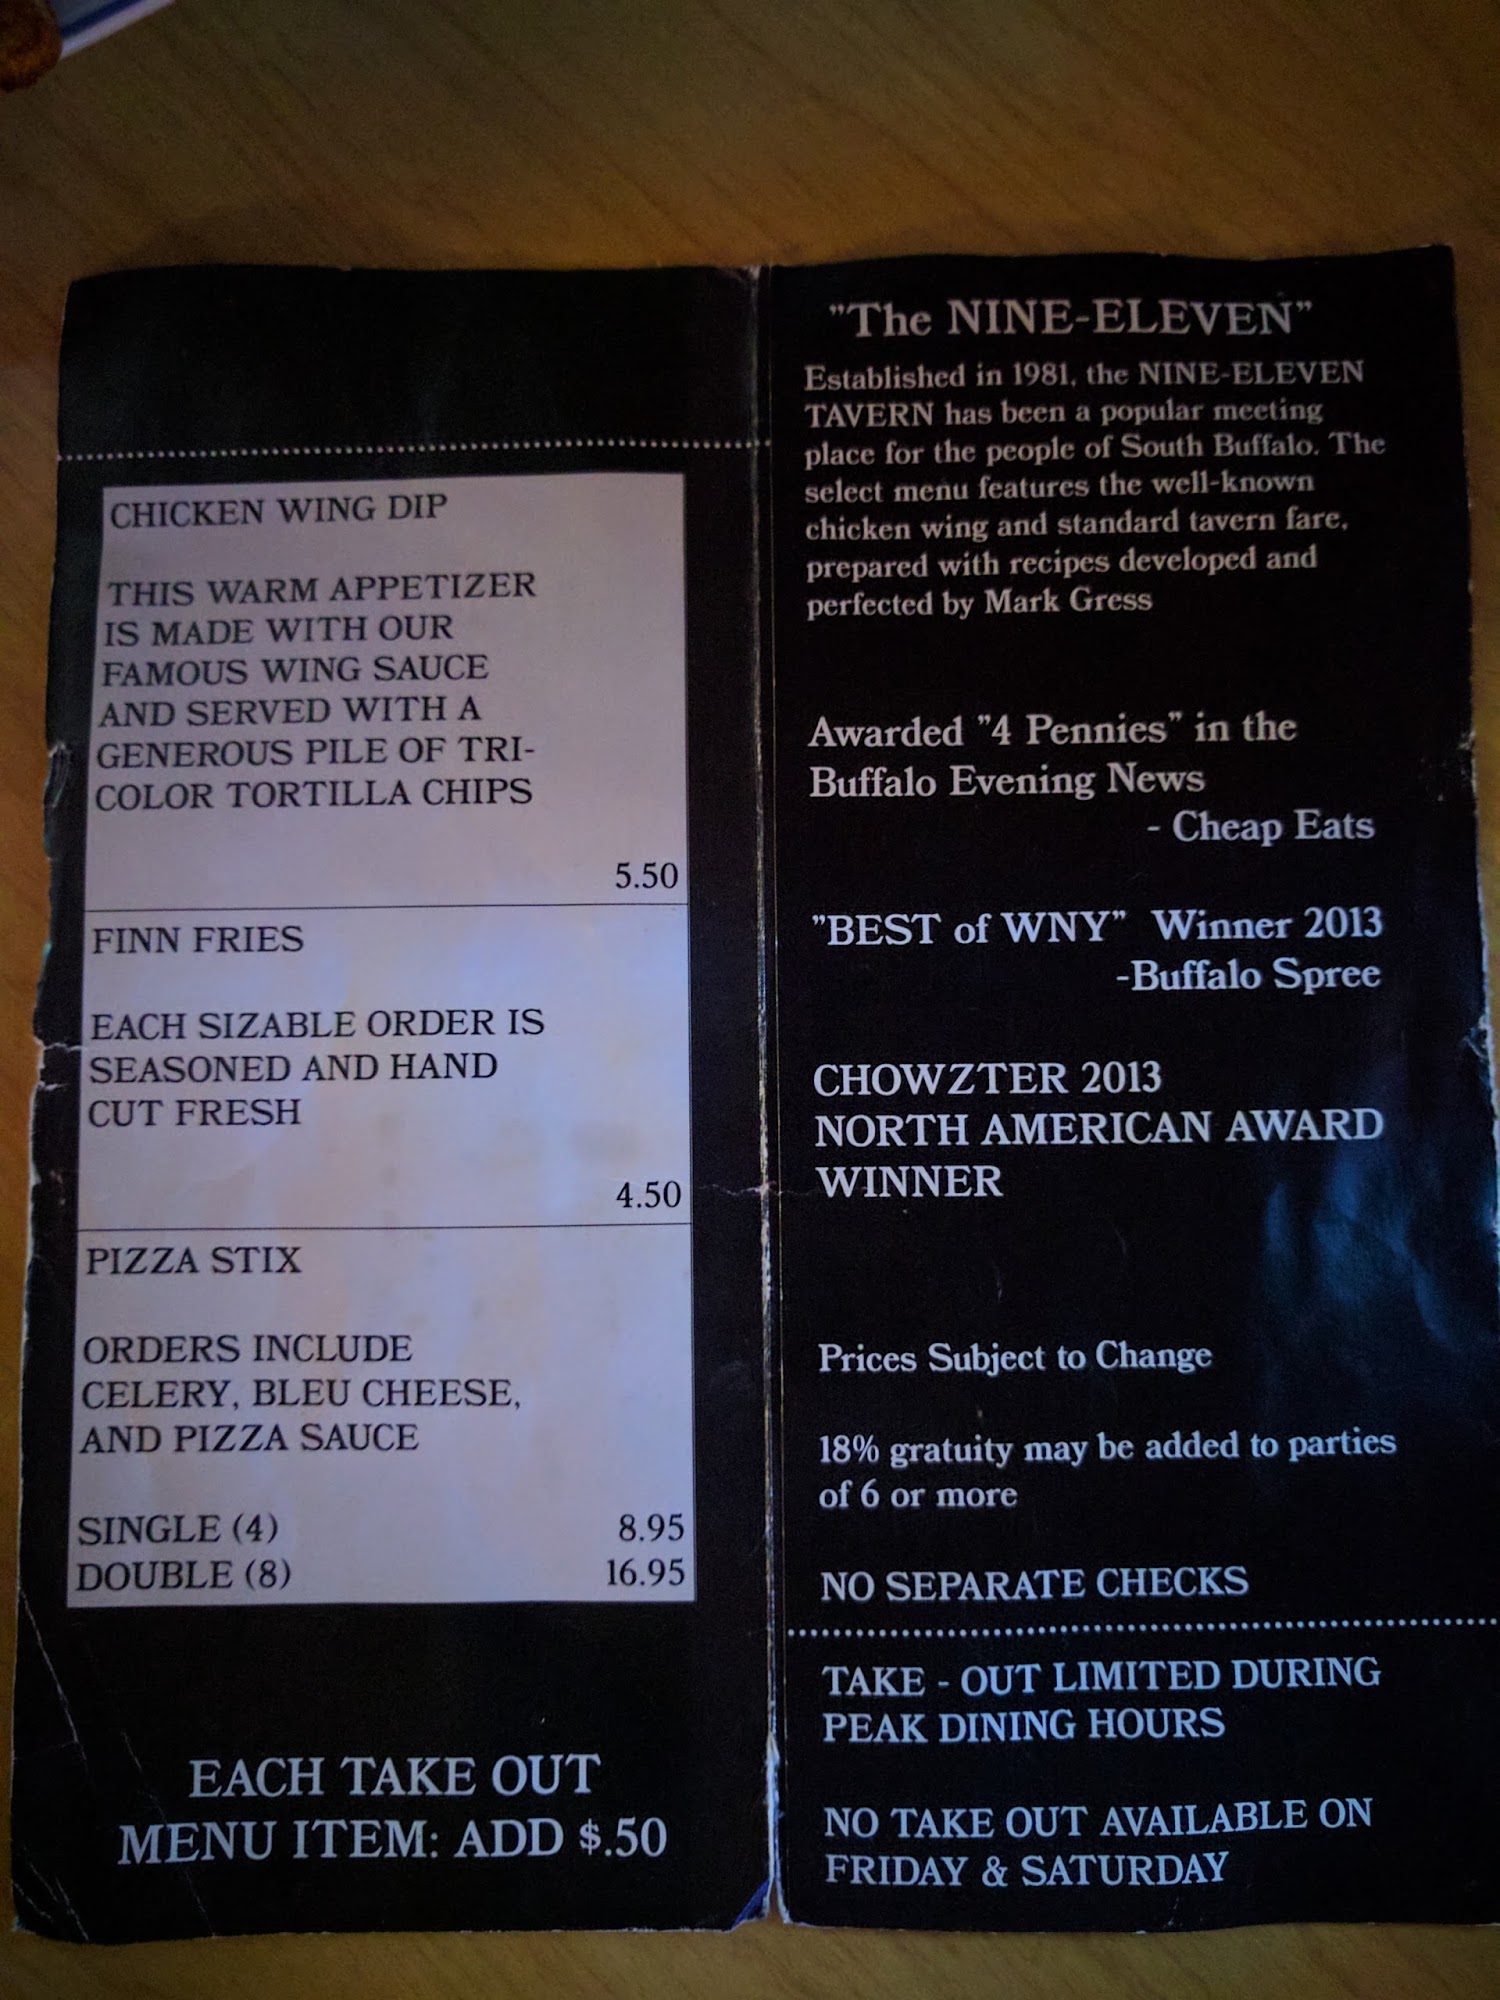 CHICKEN WING DIP
THIS WARM APPETIZER
IS MADE WITH OUR
FAMOUS WING SAUCE
AND SERVED WITH A
GENEROUS PILE OF TRI-
COLOR TORTILLA CHIPS
5.50
FINN FRIES
EACH SIZABLE ORDER IS
SEASONED AND HAND
CUT FRESH
4.50
PIZZA STIX
ORDERS INCLUDE
CELERY, BLEU CHEESE,
AND PIZZA SAUCE
SINGLE (4) 8.95
DOUBLE (8) 16.95
EACH TAKE OUT
MENU ITEM: ADD $.50
"The NINE-ELEVEN"
Established in 1981, the NINE-ELEVEN
TAVERN has been a popular meeting
place for the people of South Buffalo. The
select menu features the well-known
chicken wing and standard tavern fare,
prepared with recipes developed and
perfected by Mark Gress
Awarded "4 Pennies" in the
Buffalo Evening News
- Cheap Eats
"BEST of WNY" Winner 2013
-Buffalo Spree
CHOWZTER 2013
NORTH AMERICAN AWARD
WINNER
Prices Subject to Change
18% gratuity may be added to parties
of 6 or more
NO SEPARATE CHECKS
TAKE - OUT LIMITED DURING
PEAK DINING HOURS
NO TAKE OUT AVAILABLE ON
FRIDAY & SATURDAY